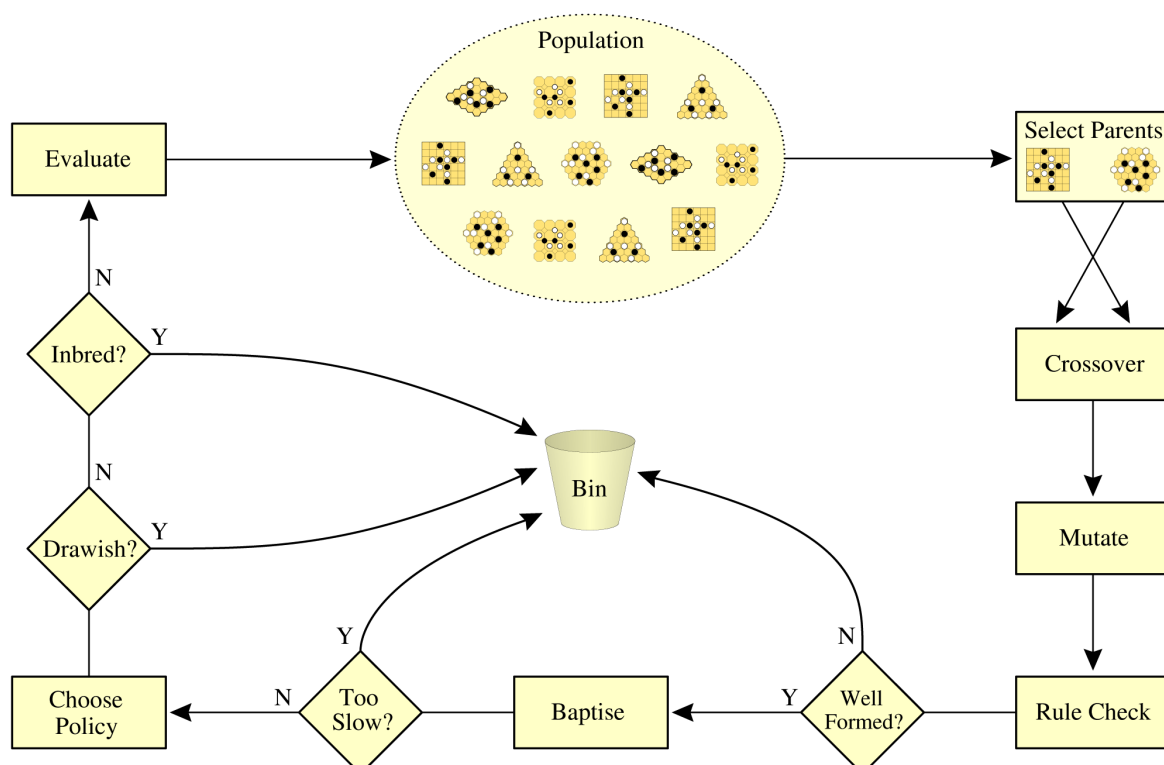 Population
Select Parents
Evaluate
N
Inbred?
Y
Crossover
Bin
N
Drawish?
Y
Mutate
Y
N
Choose
Policy
N
Too
Slow?
Baptise
Y
Well
Formed?
Rule Check